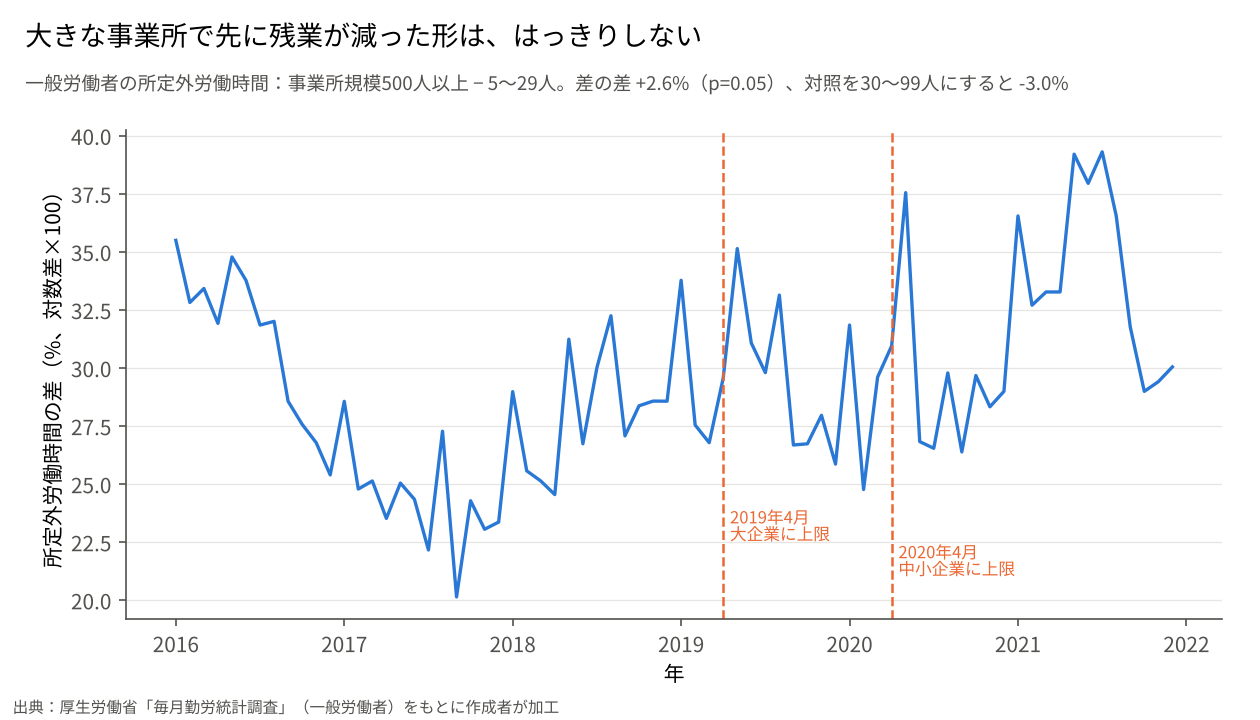 大きな事業所で先に残業が減った形は、はっきりしない
一般労働者の所定外労働時間：事業所規模500人以上 − 5〜29人。差の差 +2.6%（p=0.05）、対照を30〜99人にすると -3.0%
所定外労働時間の差（%、対数差×100）
40.0
37.5
35.0
32.5
30.0
27.5
25.0
22.5
20.0
2019年4月
大企業に上限
2020年4月
中小企業に上限
2016
2017
2018
2019
2020
2021
2022
年
出典：厚生労働省「毎月勤労統計調査」（一般労働者）をもとに作成者が加工